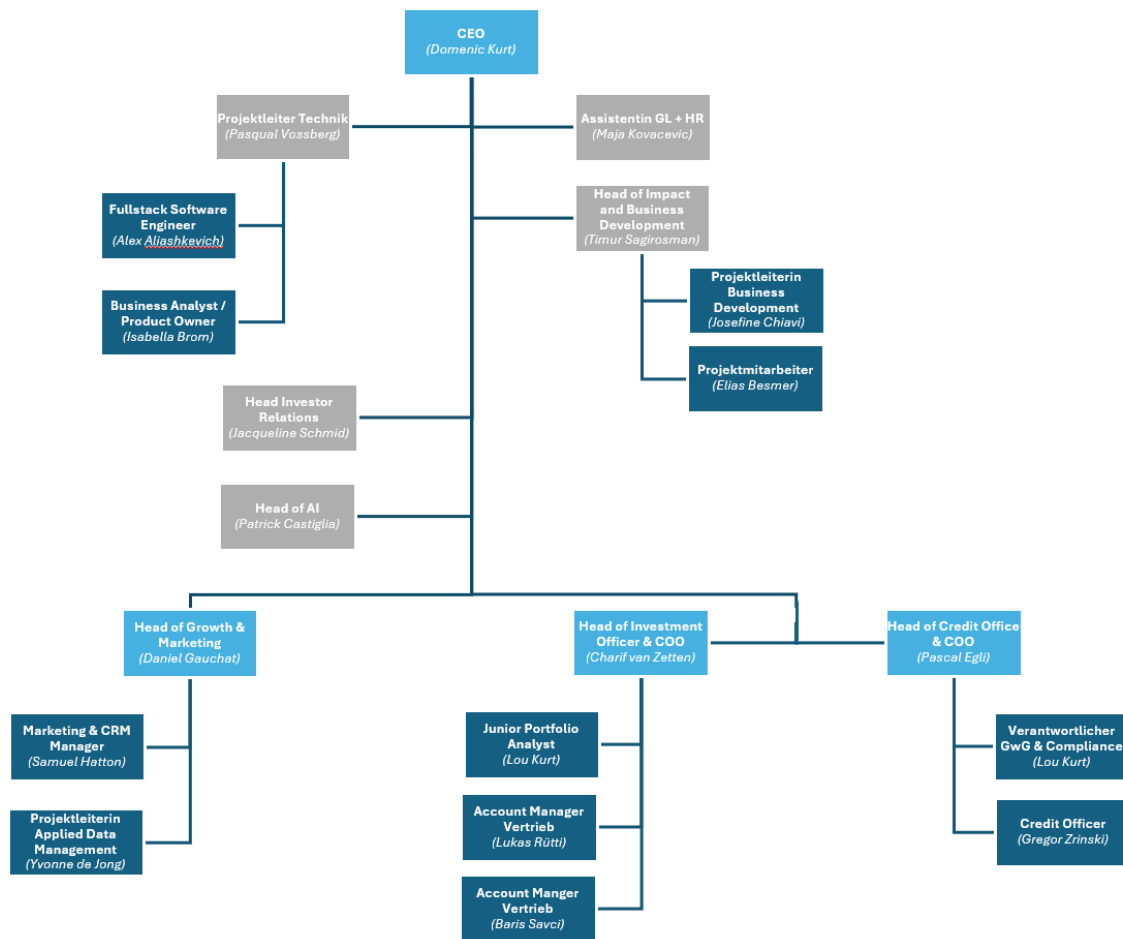 CEO
(Domenic Kurt)
Projektleiter Technik
(Pasqual Vossberg)
Assistentin GL + HR
(Maja Kovacevic)
Head of Impact
and Business
Development
(Timur Sagirosman)
Fullstack Software
Engineer
(Alex Aliashkevich)
Business Analyst /
Product Owner
(Isabella Brom)
Projektleiterin
Business
Development
(Josefine Chiavi)
Projektmitarbeiter
(Elias Besmer)
Head Investor
Relations
(Jacqueline Schmid)
Head of AI
(Patrick Castiglia)
Head of Growth &
Marketing
(Daniel Gauchat)
Head of Investment
Officer & COO
(Charif van Zetten)
Head of Credit Office
& COO
(Pascal Egli)
Marketing & CRM
Manager
(Samuel Hatton)
Projektleiterin
Applied Data
Management
(Yvonne de Jong)
Junior Portfolio
Analyst
(Lou Kurt)
Account Manager
Vertrieb
(Lukas Rütti)
Account Manger
Vertrieb
(Baris Savci)
Verantwortlicher
GwG & Compliance
(Lou Kurt)
Credit Officer
(Gregor Zrinski)